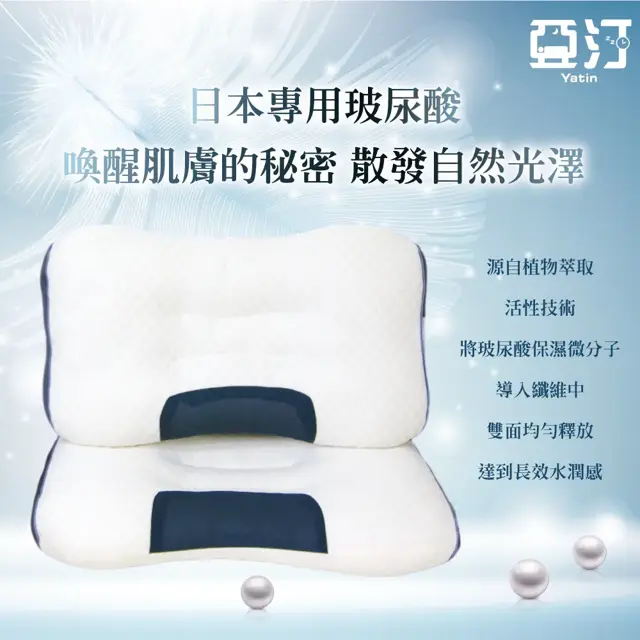 亞汀
Yatin
日本專用玻尿酸
喚醒肌膚的秘密 散發自然光澤
源自植物萃取
活性技術
將玻尿酸保濕微分子
導入纖維中
雙面均勻釋放
達到長效水潤感